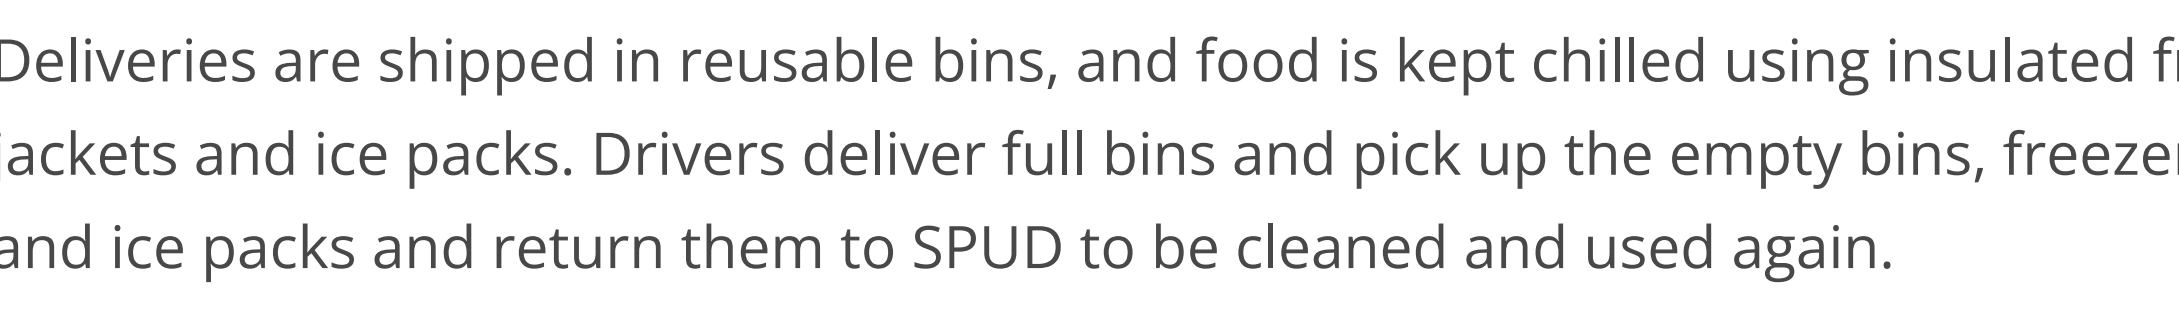 Deliveries are shipped in reusable bins, and food is kept chilled using insulated
jackets and ice packs. Drivers deliver full bins and pick up the empty bins,
and ice packs and return them to SPUD to be cleaned and used again.